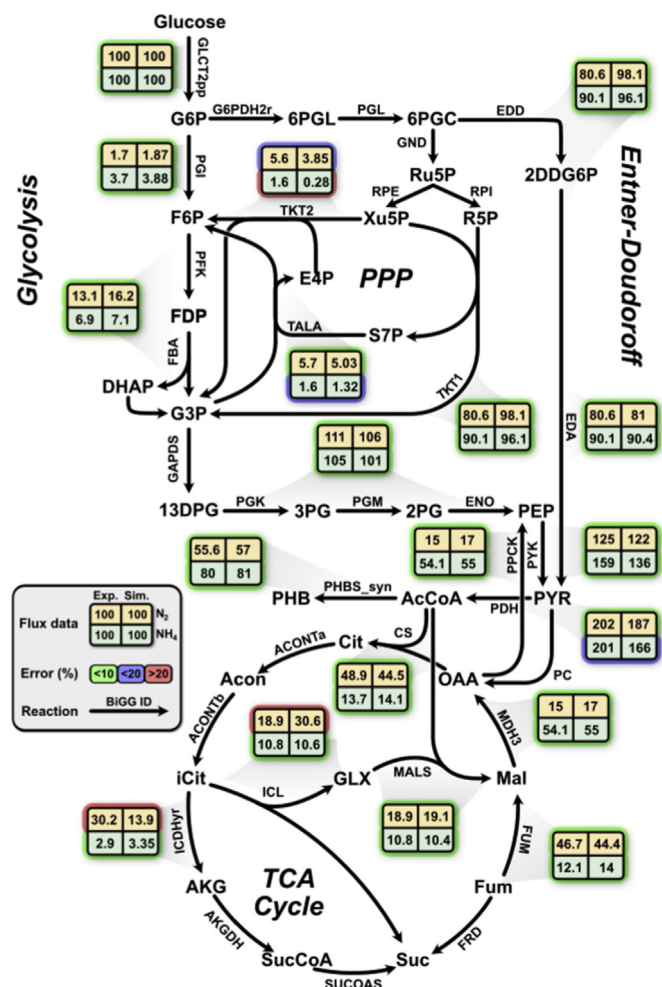 Glucose
GLCT2pp
100 100
100 100
G6P
G6PDH2r
6PGL
PGL
6PGC
EDD
80.6 98.1
90.1 96.1
Entner-Doudoroff
Glycolysis
PGI
1.7 1.87
3.7 3.88
5.6 3.85
1.6 0.28
GND
Ru5P
RPE
RPI
2DDG6P
F6P
TKT2
Xu5P
R5P
PFK
E4P
PPP
13.1 16.2
6.9 7.1
FDP
FBA
TALA
S7P
5.7 5.03
1.6 1.32
DHAP
G3P
TKT1
80.6 98.1
90.1 96.1
EDA
80.6 81
90.1 90.4
GAPDS
111 106
105 101
13DPG
PGK
3PG
PGM
2PG
ENO
PEP
55.6 57
80 81
15 17
54.1 55
PPCK
PYK
125 122
159 136
PHB
PHBS_syn
AcCoA
PDH
PYR
Exp. Sim.
Flux data
100 100
N2
100 100
NH4
Error (%)
<10 <20 >20
Reaction
BiGG ID
202 187
201 166
ACONTa
Cit
CS
OAA
PC
Acon
48.9 44.5
13.7 14.1
MDH3
15 17
54.1 55
ACONTb
18.9 30.6
10.8 10.6
iCit
ICL
GLX
MALS
Mal
30.2 13.9
2.9 3.35
ICDHyr
18.9 19.1
10.8 10.4
FUM
46.7 44.4
12.1 14
AKG
TCA
Cycle
Fum
AKGDH
FRD
SucCoA
SUCOAS
Suc